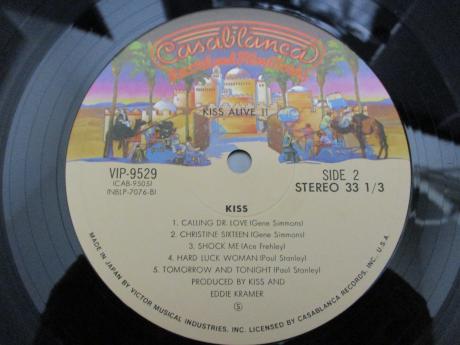 Casablanca
Record and FilmWorks
KISS ALIVE II
VIP-9529
(CAB-9505)
(NBLP-7076-B)
SIDE 2
STEREO 33 1/3
KISS
1. CALLING DR. LOVE (Gene Simmons)
2. CHRISTINE SIXTEEN (Gene Simmons)
3. SHOCK ME (Ace Frehley)
4. HARD LUCK WOMAN (Paul Stanley)
5. TOMORROW AND TONIGHT (Paul Stanley)
PRODUCED BY KISS AND
EDDIE KRAMER
S
MADE IN JAPAN BY VICTOR MUSICAL INDUSTRIES, INC. LICENSED BY CASABLANCA RECORDS, INC. U.S.A.